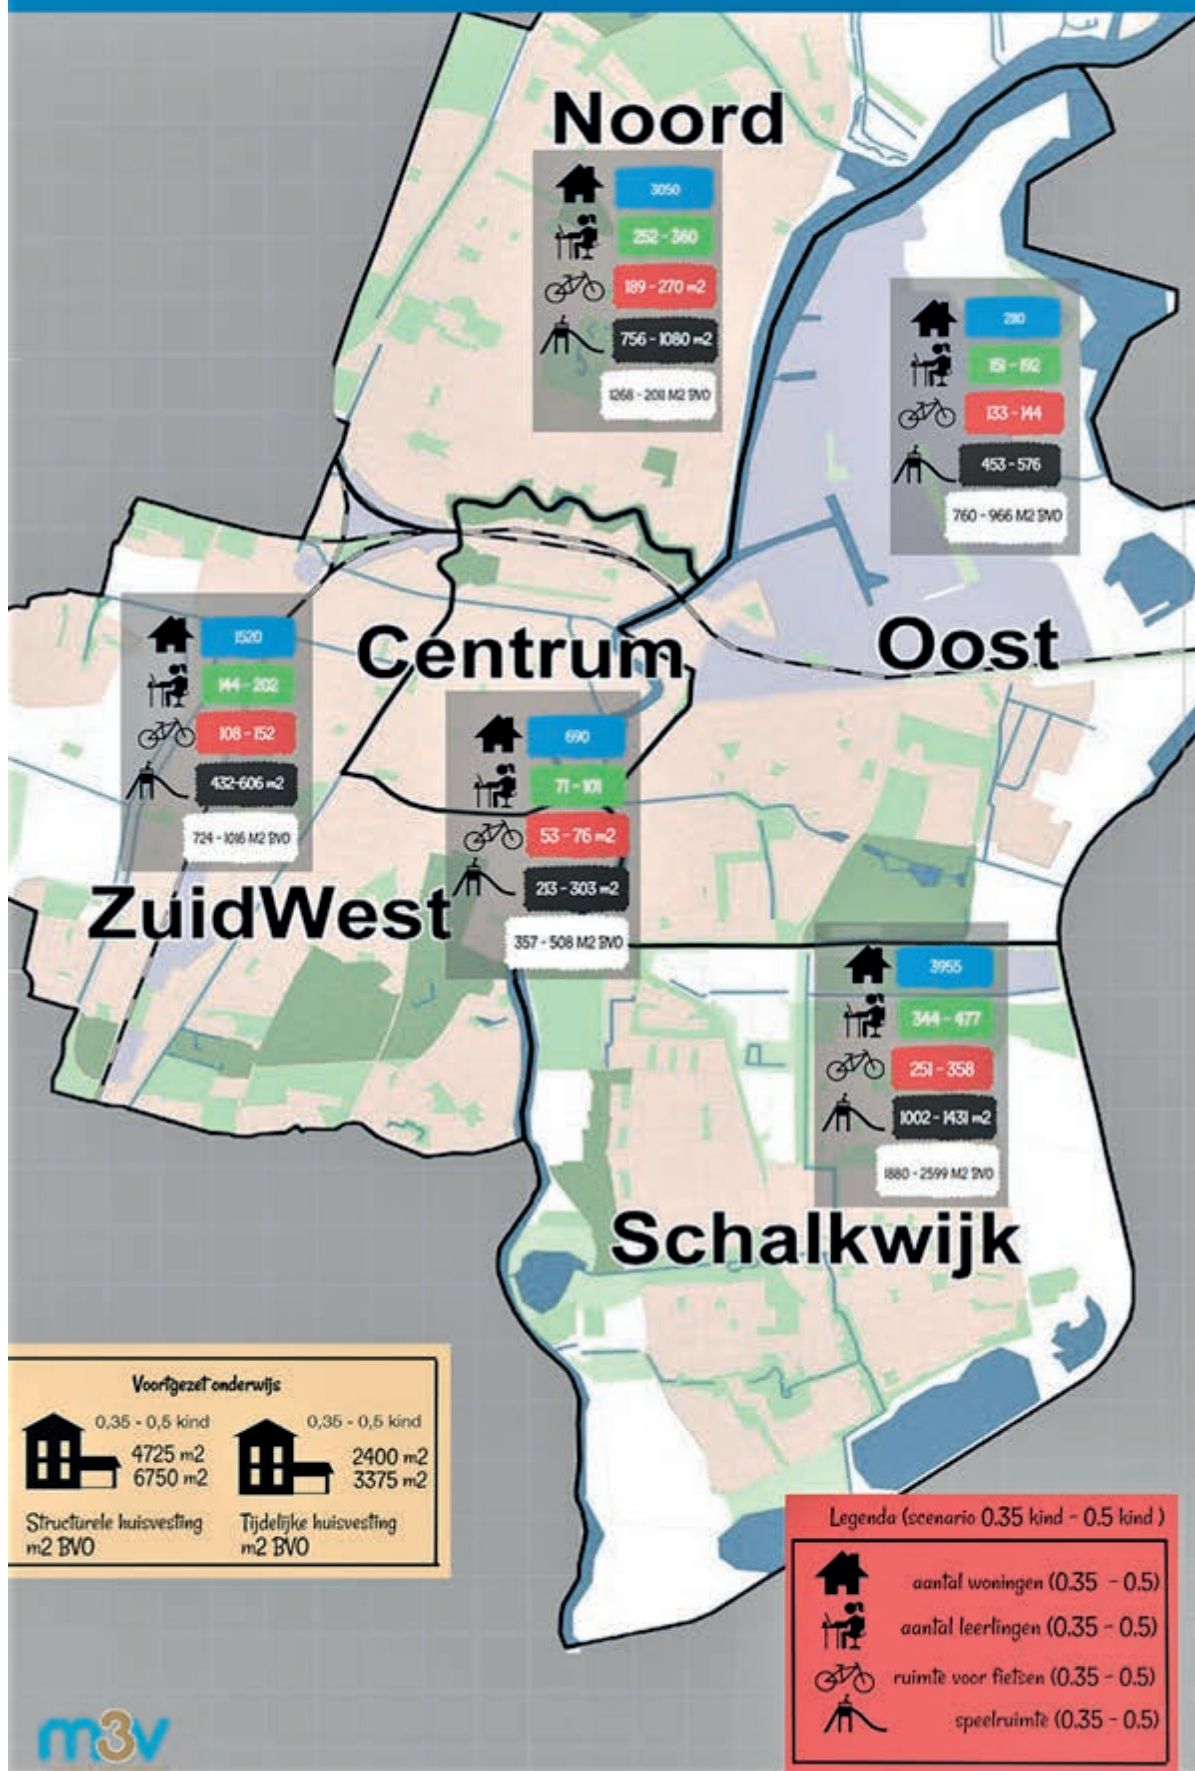 Noord
3050
252 - 360
189 - 270 m2
756 - 1080 m2
1268 - 2011 M2 BVO
280
151 - 192
133 - 144
453 - 576
760 - 966 M2 BVO
Oost
1520
144 - 202
108 - 152
432-606 m2
724 - 1016 M2 BVO
ZuidWest
Centrum
690
71 - 101
53 - 76 m2
213 - 303 m2
357 - 508 M2 BVO
3955
344 - 477
251 - 358
1002 - 1431 m2
1880 - 2599 M2 BVO
Schalkwijk
Voortgezet onderwijs
0,35 - 0,5 kind
4725 m2
6750 m2
Structurele huisvesting
m2 BVO
0,35 - 0,5 kind
2400 m2
3375 m2
Tijdelijke huisvesting
m2 BVO
Legenda (scenario 0.35 kind - 0.5 kind )
aantal woningen (0.35 - 0.5)
aantal leerlingen (0.35 - 0.5)
ruimte voor fietsen (0.35 - 0.5)
speelruimte (0.35 - 0.5)
m3v